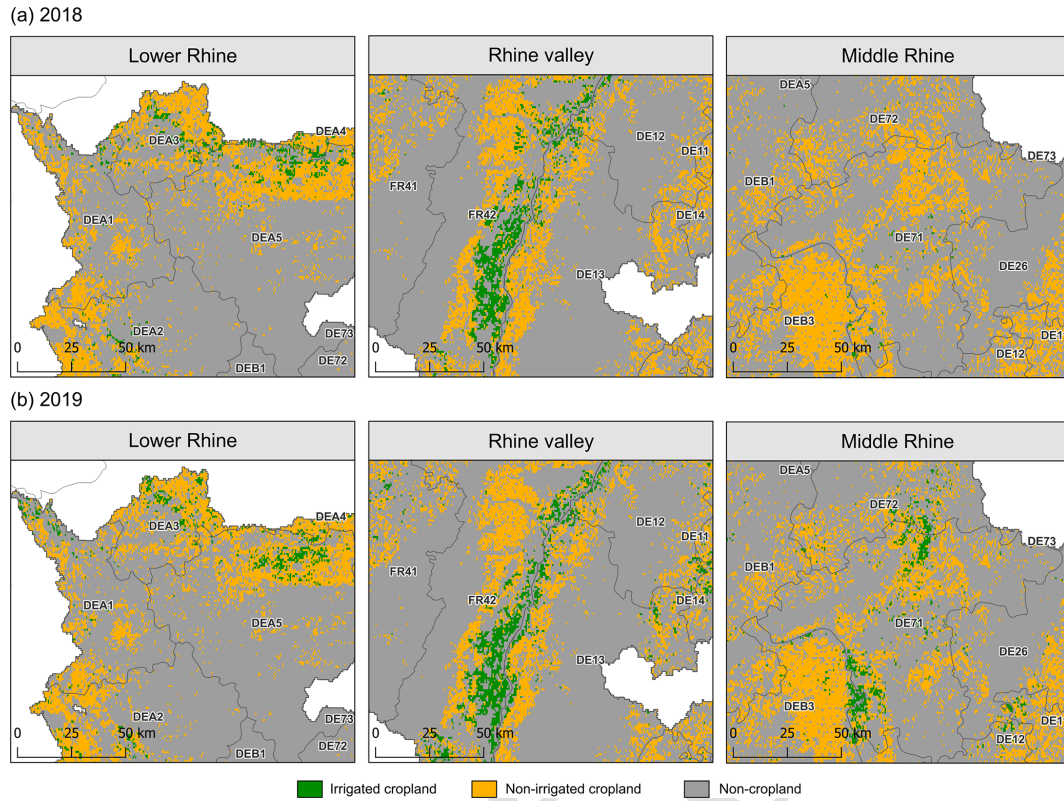 (a) 2018
Lower Rhine
Rhine valley
Middle Rhine
DEA3
DEA4
DEA1
DEA5
DEA2
DE73
DEB1
DE72
0 25 50 km
FR41
FR42
DE12
DE11
DE14
DE13
0 25 50 km
DEA5
DE72
DE73
DEB1
DE71
DE26
DEB3
DE12
DE1
0 25 50 km
(b) 2019
Lower Rhine
Rhine valley
Middle Rhine
DEA3
DEA4
DEA1
DEA5
DEA2
DE73
DEB1
DE72
0 25 50 km
FR41
FR42
DE12
DE11
DE14
DE13
0 25 50 km
DEA5
DE72
DE73
DEB1
DE71
DE26
DEB3
DE12
DE1
0 25 50 km
Irrigated cropland
Non-irrigated cropland
Non-cropland